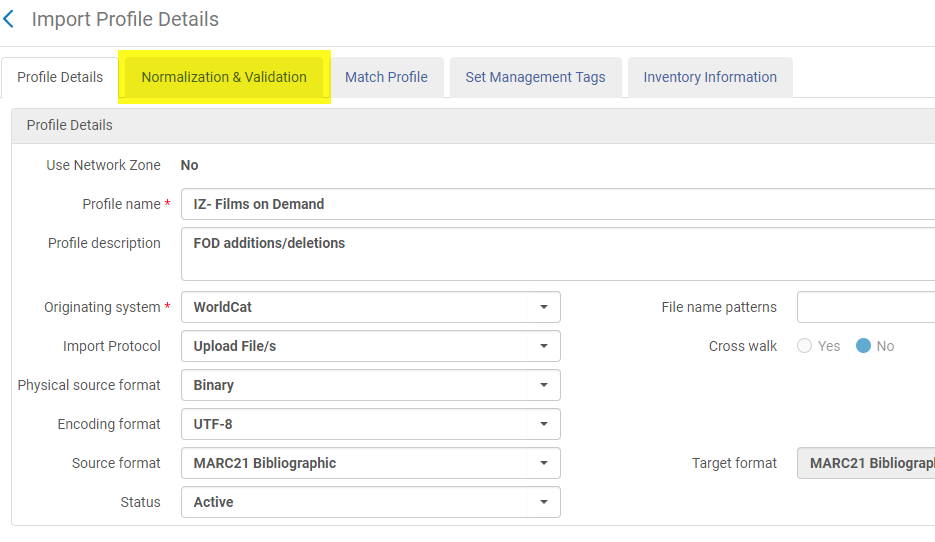 Import Profile Details
Profile Details Normalization & Validation Match Profile Set Management Tags Inventory Information
Profile Details
Use Network Zone No
Profile name * IZ- Films on Demand
Profile description FOD additions/deletions
Originating system * WorldCat File name patterns
Import Protocol Upload File/s Cross walk Yes No
Physical source format Binary
Encoding format UTF-8
Source format MARC21 Bibliographic Target format MARC21 Bibliograp
Status Active